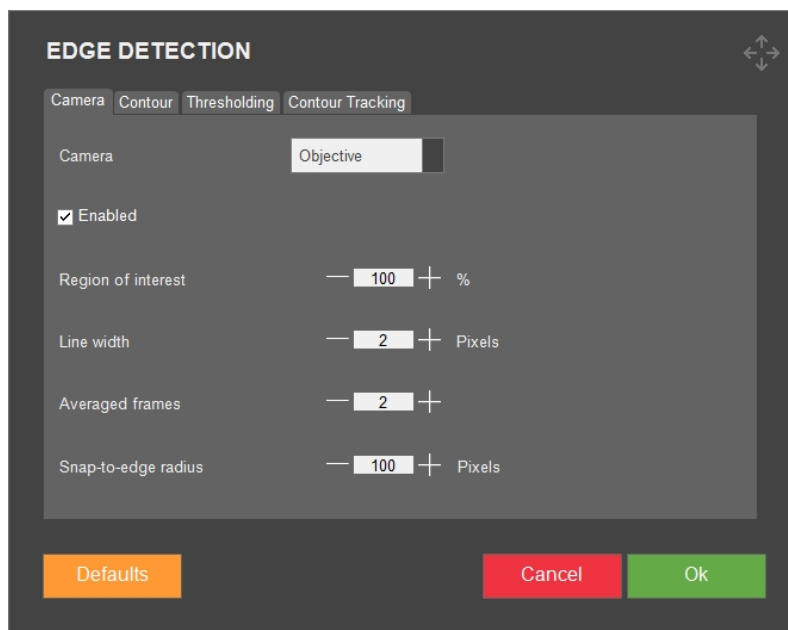 EDGE DETECTION
Camera Contour Thresholding Contour Tracking
Camera Objective
Enabled
Region of interest 100 %
Line width 2 Pixels
Averaged frames 2
Snap-to-edge radius 100 Pixels
Defaults Cancel Ok